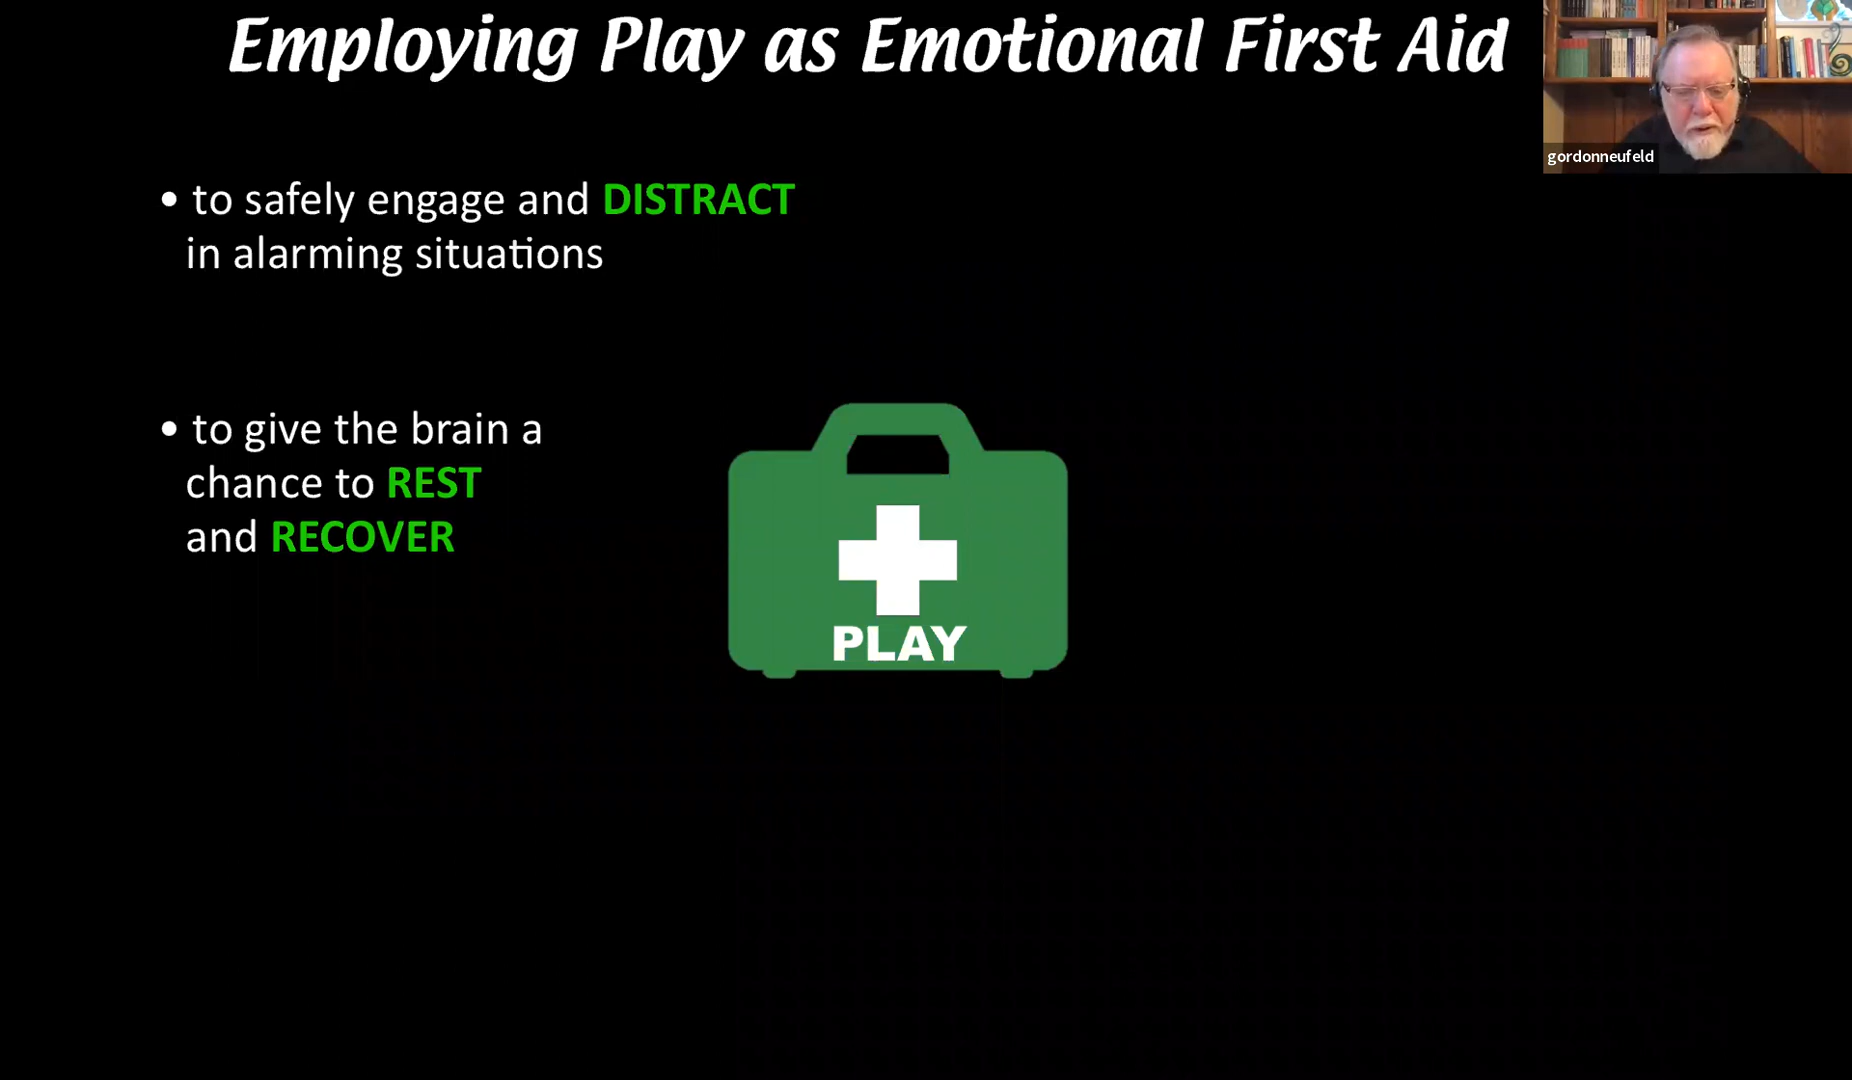 Employing Play as Emotional First Aid
gordonneufeld
• to safely engage and DISTRACT
in alarming situations
• to give the brain a
chance to REST
and RECOVER
PLAY